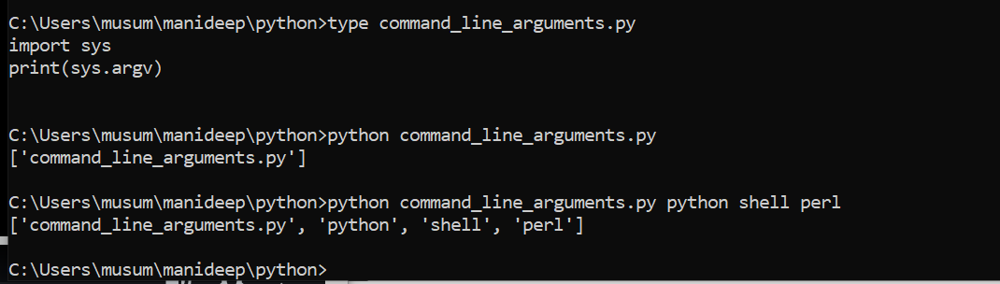 C:\Users\musum\manideep\python>type command_line_arguments.py
import sys
print(sys.argv)
C:\Users\musum\manideep\python>python command_line_arguments.py
['command_line_arguments.py']
C:\Users\musum\manideep\python>python command_line_arguments.py python shell perl
['command_line_arguments.py', 'python', 'shell', 'perl']
C:\Users\musum\manideep\python>